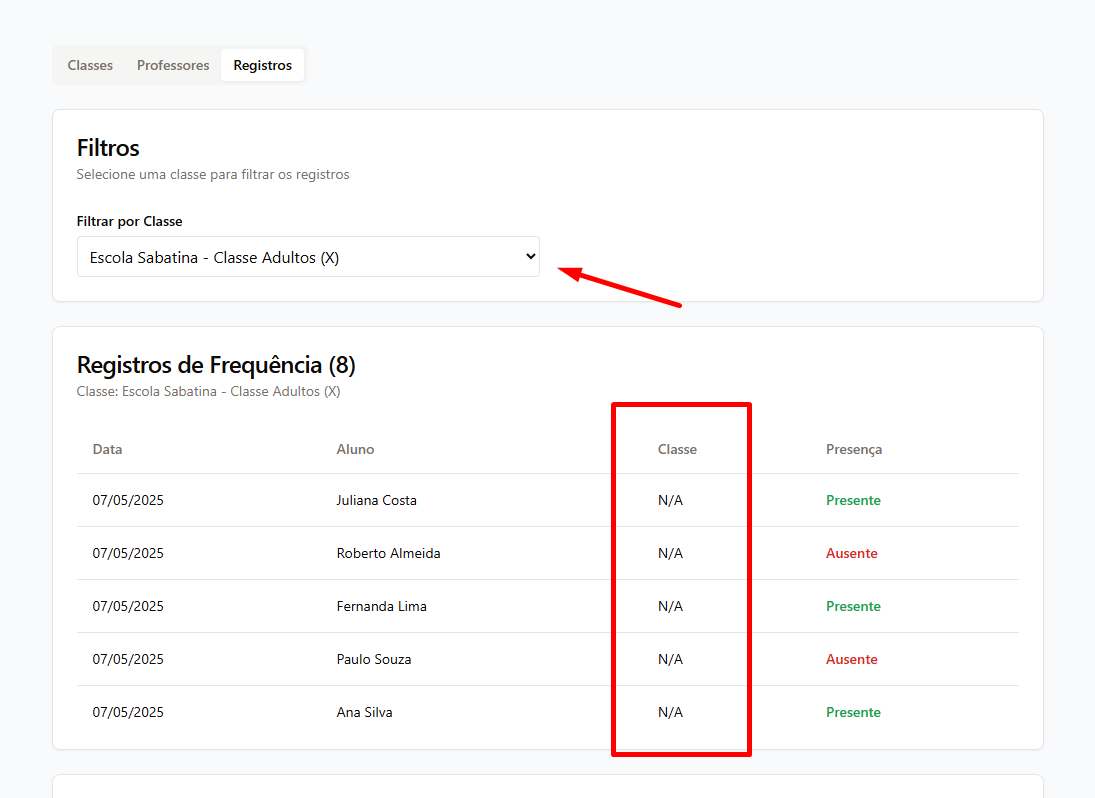 Classes Professores Registros
Filtros
Selecione uma classe para filtrar os registros
Filtrar por Classe
Escola Sabatina - Classe Adultos (X)
Registros de Frequência (8)
Classe: Escola Sabatina - Classe Adultos (X)
Data Aluno Classe Presença
07/05/2025 Juliana Costa N/A Presente
07/05/2025 Roberto Almeida N/A Ausente
07/05/2025 Fernanda Lima N/A Presente
07/05/2025 Paulo Souza N/A Ausente
07/05/2025 Ana Silva N/A Presente